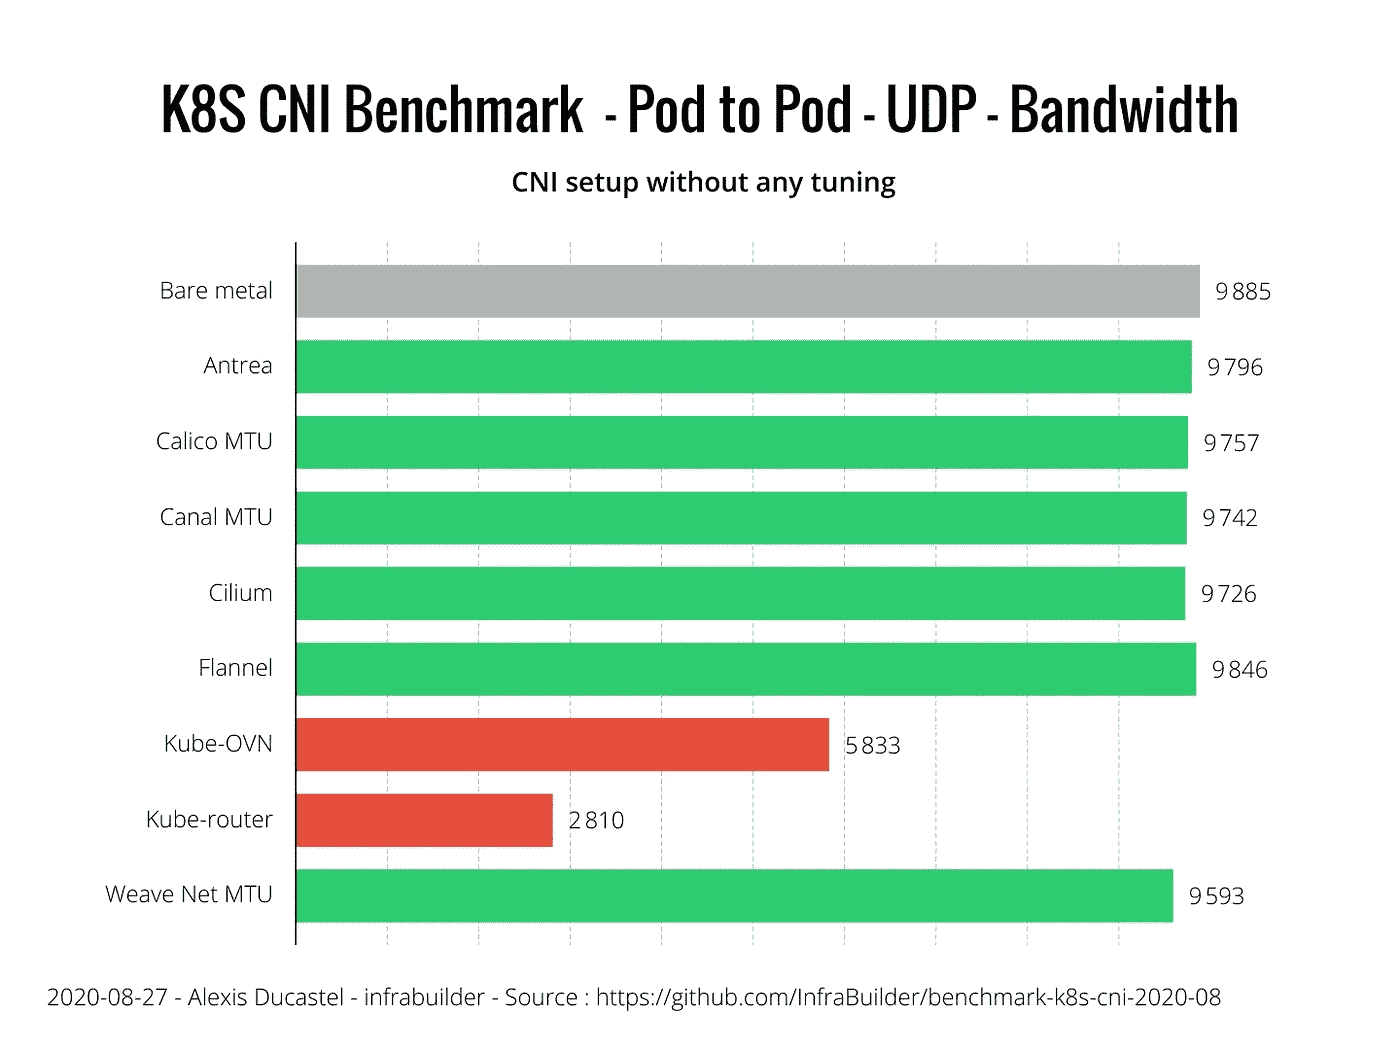 K8S CNI Benchmark - Pod to Pod - UDP - Bandwidth
CNI setup without any tuning
Bare metal 9 885
Antrea 9 796
Calico MTU 9 757
Canal MTU 9 742
Cilium 9 726
Flannel 9 846
Kube-OVN 5 833
Kube-router 2 810
Weave Net MTU 9 593
2020-08-27 - Alexis Ducastel - infrabuilder - Source : https://github.com/InfraBuilder/benchmark-k8s-cni-2020-08